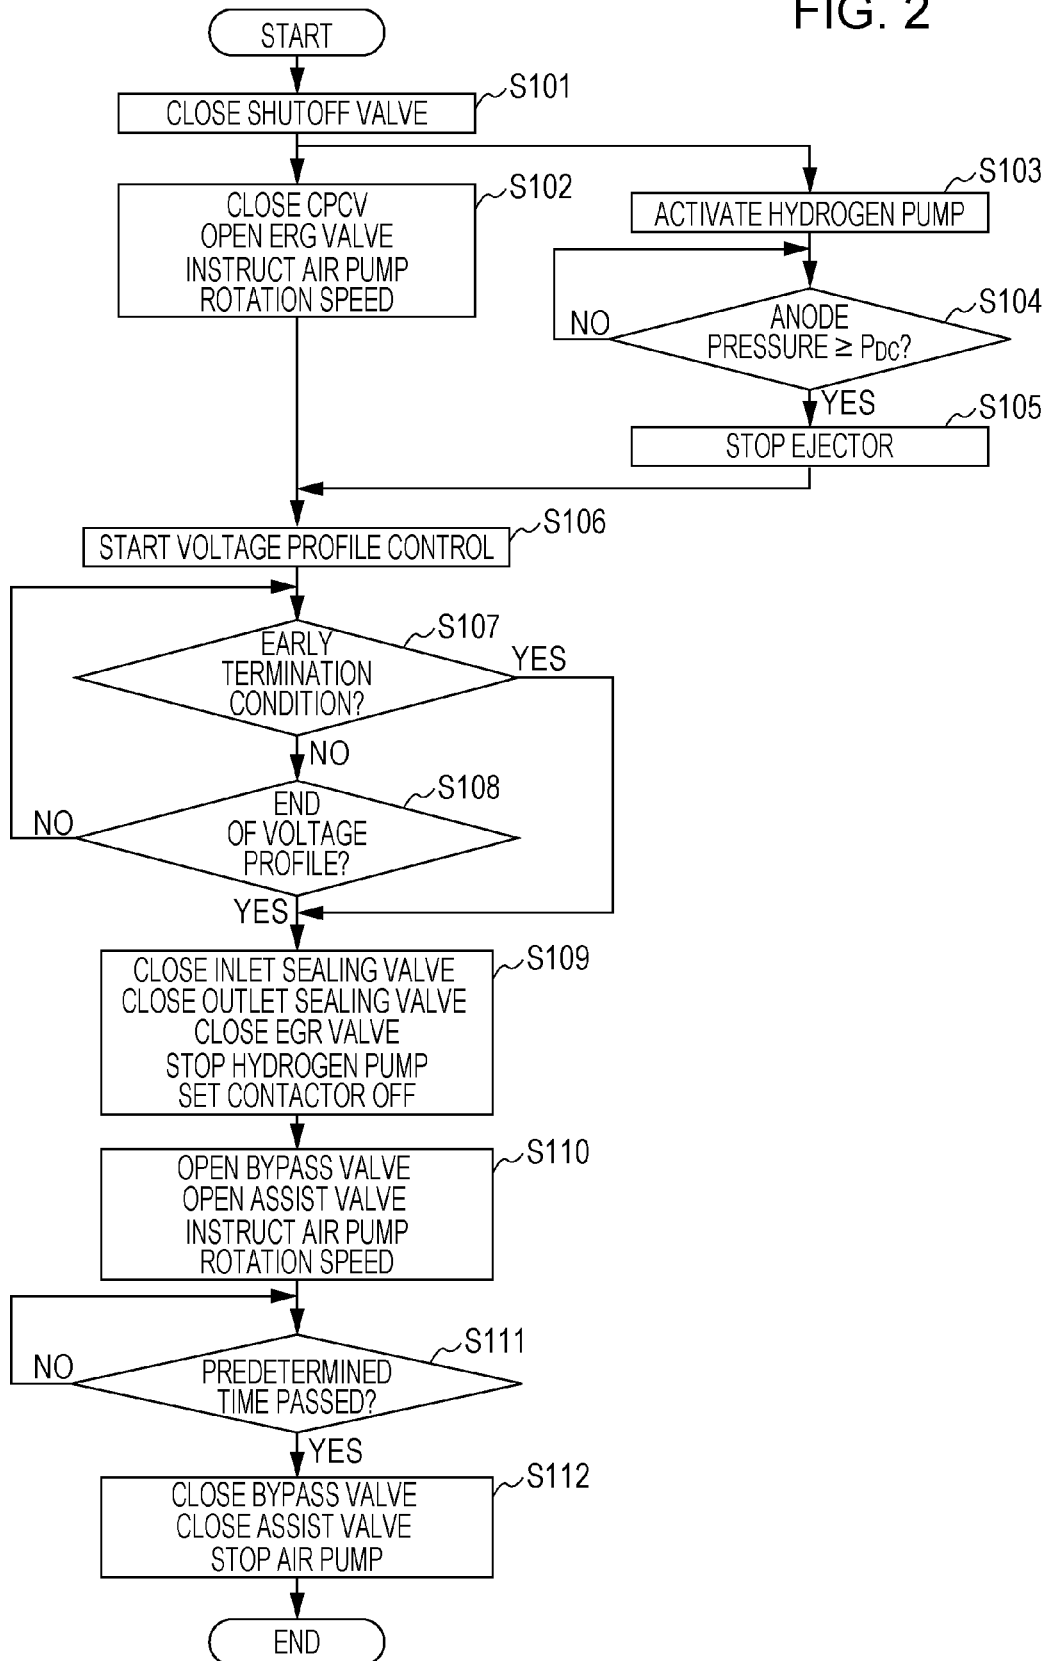 FIG. 2
START
CLOSE SHUTOFF VALVE
S101
CLOSE CPCV
OPEN ERG VALVE
INSTRUCT AIR PUMP
ROTATION SPEED
S102
ACTIVATE HYDROGEN PUMP
S103
ANODE
PRESSURE ≥ PDC?
S104
NO
YES
STOP EJECTOR
S105
START VOLTAGE PROFILE CONTROL
S106
EARLY
TERMINATION
CONDITION?
S107
YES
NO
END
OF VOLTAGE
PROFILE?
S108
NO
YES
CLOSE INLET SEALING VALVE
CLOSE OUTLET SEALING VALVE
CLOSE EGR VALVE
STOP HYDROGEN PUMP
SET CONTACTOR OFF
S109
OPEN BYPASS VALVE
OPEN ASSIST VALVE
INSTRUCT AIR PUMP
ROTATION SPEED
S110
PREDETERMINED
TIME PASSED?
S111
NO
YES
CLOSE BYPASS VALVE
CLOSE ASSIST VALVE
STOP AIR PUMP
S112
END